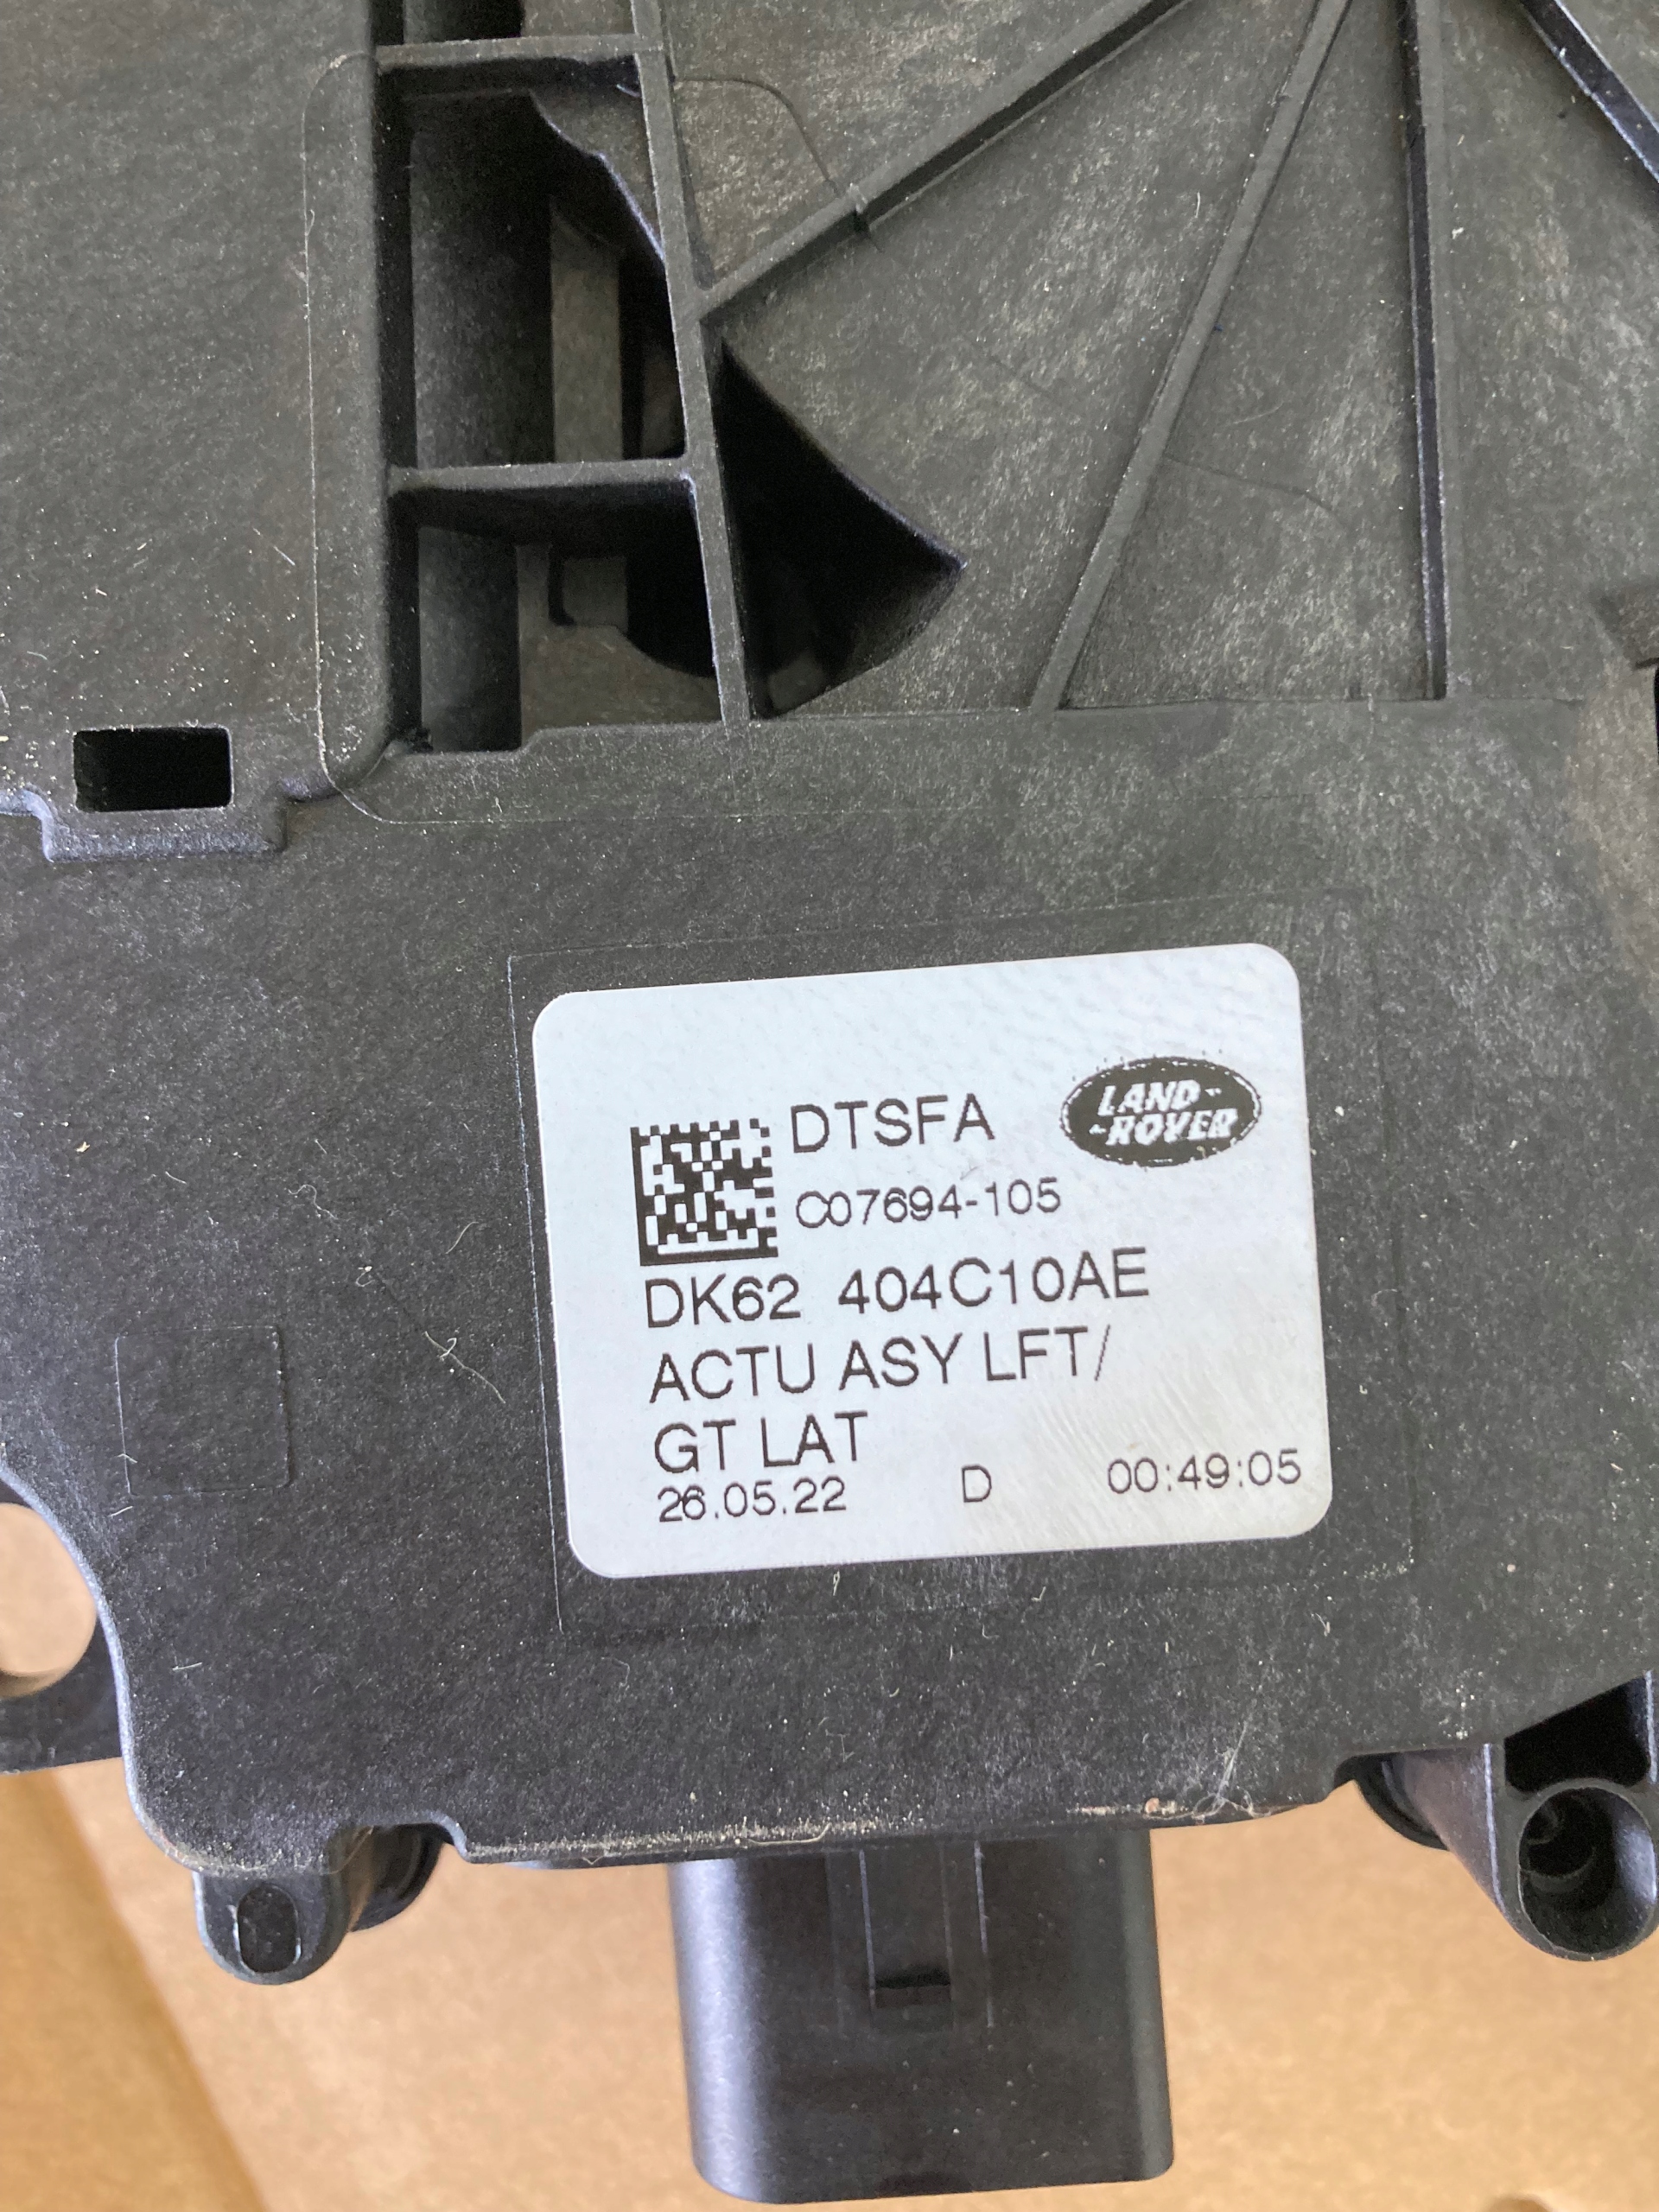 DTSFA
LAND-
-ROVER
C07694-105
DK62 404C10AE
ACTU ASY LFT/
GT LAT
26.05.22 D 00:49:05